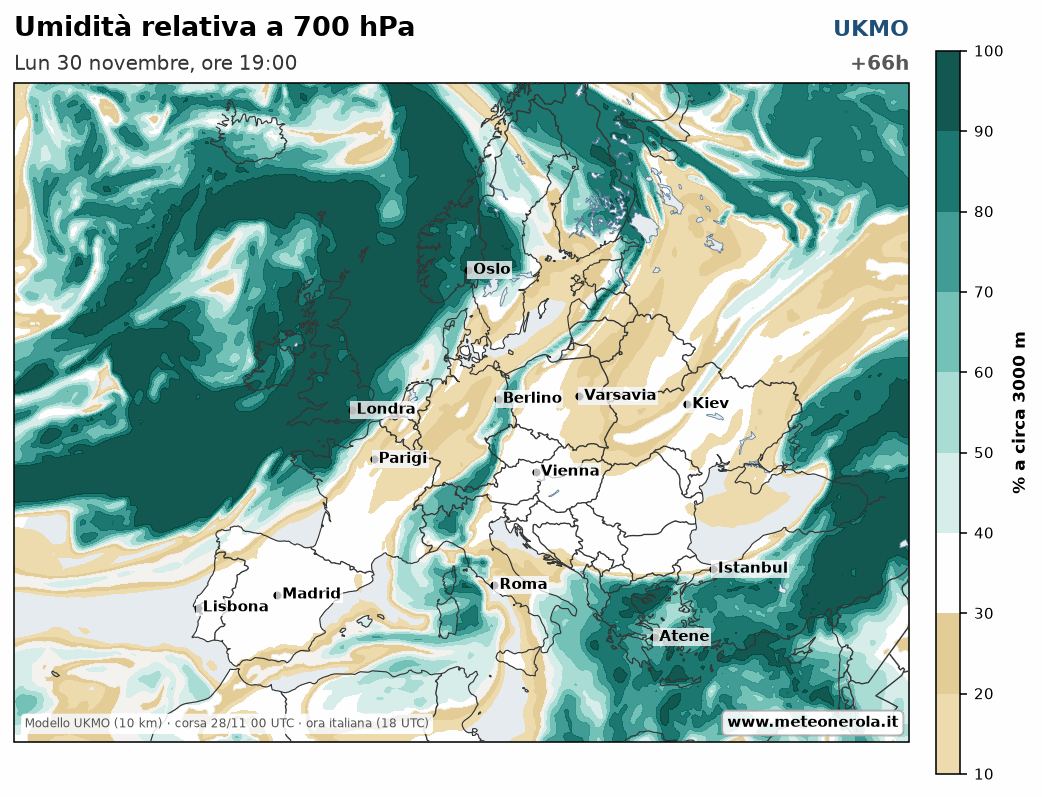 Umidità relativa a 700 hPa
UKMO
Lun 30 novembre, ore 19:00
+66h
100
90
80
70
60
50
40
30
20
10
% a circa 3000 m
Oslo
Berlino
Varsavia
Kiev
Londra
Parigi
Vienna
Istanbul
Roma
Madrid
Lisbona
Atene
Modello UKMO (10 km) · corsa 28/11 00 UTC · ora italiana (18 UTC)
www.meteonerola.it